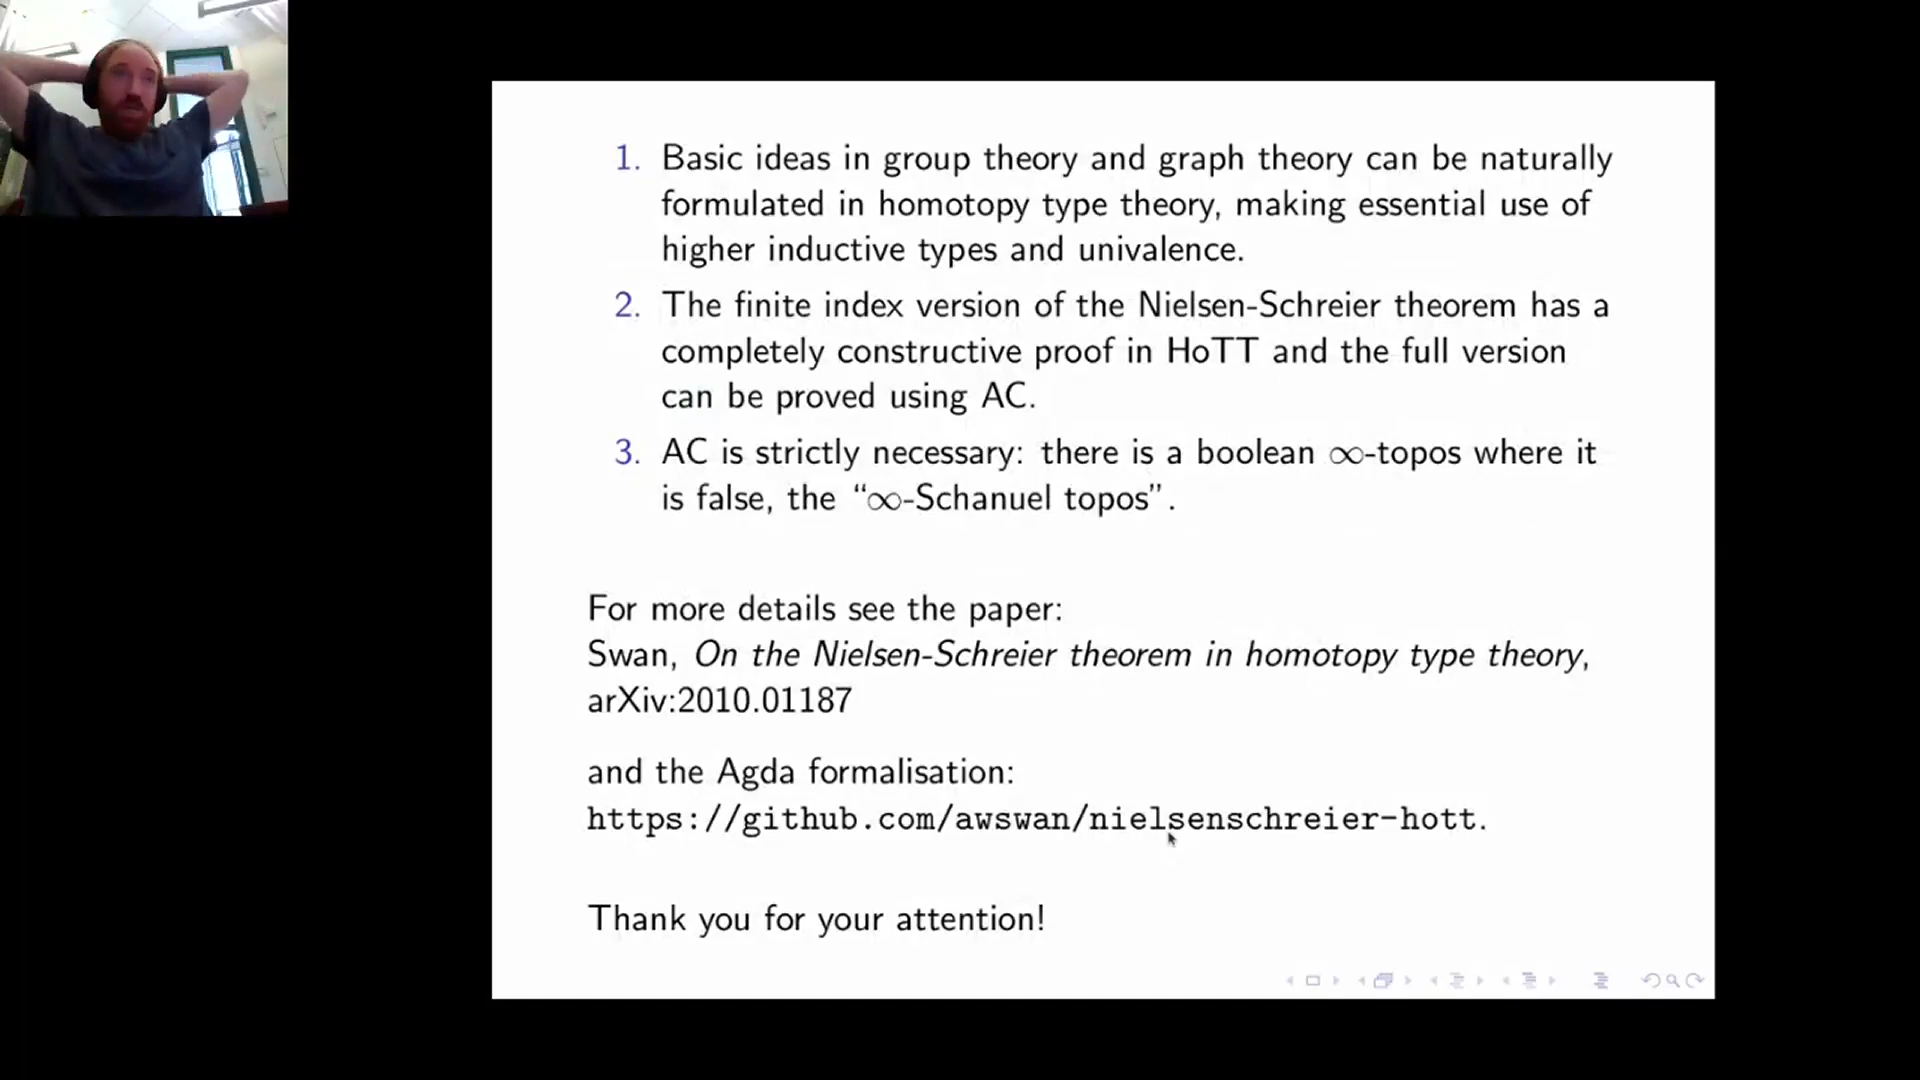 1. Basic ideas in group theory and graph theory can be naturally
formulated in homotopy type theory, making essential use of
higher inductive types and univalence.
2. The finite index version of the Nielsen-Schreier theorem has a
completely constructive proof in HoTT and the full version
can be proved using AC.
3. AC is strictly necessary: there is a boolean ∞-topos where it
is false, the “∞-Schanuel topos”.
For more details see the paper:
Swan, On the Nielsen-Schreier theorem in homotopy type theory,
arXiv:2010.01187
and the Agda formalisation:
https://github.com/awswan/nielsenschreier-hott.
Thank you for your attention!